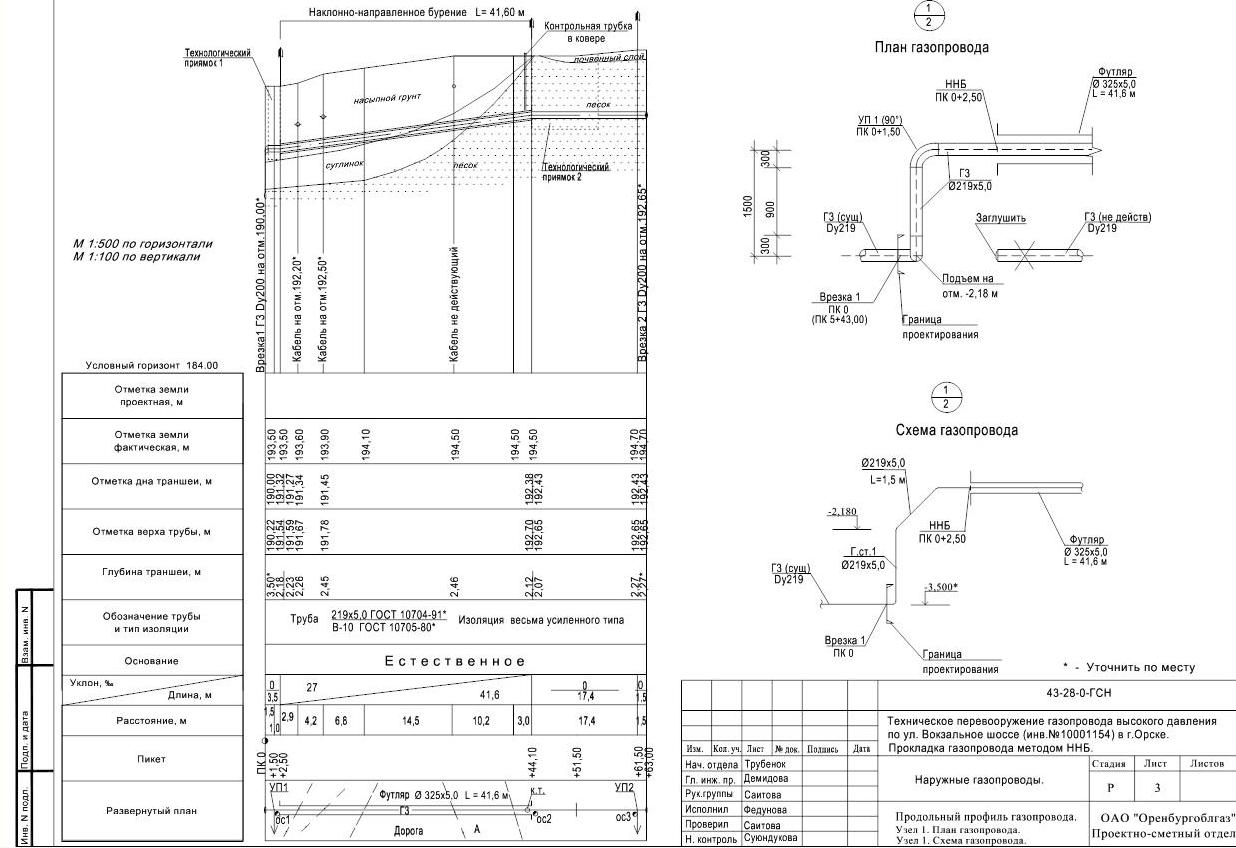 Наклонно-направленное бурение L= 41,60 м
Контрольная трубка
в ковере
Технологический
приямок 1
почвенный слой
насыпной грунт
песок
суглинок
песок
Технологический
приямок 2
М 1:500 по горизонтали
М 1:100 по вертикали
Врезка1 Г3 Dy200 на отм.190,00*
Кабель на отм.192,20*
Кабель на отм.192,50*
Кабель не действующий
Врезка 2 Г3 Dy200 на отм.192,65*
Условный горизонт 184.00
Отметка земли
проектная, м
Отметка земли
фактическая, м
193,50 193,50 193,60 193,90 194,10 194,50 194,50 194,50 194,70 194,70
Отметка дна траншеи, м
190,00 191,32 191,27 191,34 191,45 192,38 192,43 192,43 192,43
Отметка верха трубы, м
190,22 191,54 191,59 191,67 191,78 192,70 192,65 192,65 192,65
Глубина траншеи, м
3,50* 2,18 2,23 2,26 2,45 2,46 2,12 2,07 2,27 2,27*
Обозначение трубы
и тип изоляции
Труба 219х5,0 ГОСТ 10704-91*
В-10 ГОСТ 10705-80*
Изоляция весьма усиленного типа
Основание
Естественное
Уклон, ‰
Длина, м
0 27 0
3,5 41,6 17,4 1,5
Расстояние, м
1,5 1,0 2,9 4,2 6,8 14,5 10,2 3,0 17,4 1,5
Пикет
ПК 0 +1,50 +2,50 +44,10 +51,50 +61,50 +63,00
Развернутый план
УП1
Футляр Ø 325х5,0 L = 41,6 м
к.т.
УП2
Г3
ос1
ос2
ос3
Дорога
А
1
2
План газопровода
ННБ
ПК 0+2,50
Футляр
Ø 325х5,0
L = 41,6 м
УП 1 (90°)
ПК 0+1,50
Г3
Ø219х5,0
300
900
300
1500
Г3 (сущ)
Dy219
Заглушить
Г3 (не действ)
Dy219
Подъем на
отм. -2,18 м
Врезка 1
ПК 0
(ПК 5+43,00)
Граница
проектирования
1
2
Схема газопровода
Ø219х5,0
L=1,5 м
-2,180
ННБ
ПК 0+2,50
Футляр
Ø 325х5,0
L = 41,6 м
Г.ст.1
Ø219х5,0
Г3 (сущ)
Dy219
-3,500*
Врезка 1
ПК 0
Граница
проектирования
* - Уточнить по месту
43-28-0-ГСН
Техническое перевооружение газопровода высокого давления
по ул. Вокзальное шоссе (инв.№10001154) в г.Орске.
Прокладка газопровода методом ННБ.
Изм. Кол. уч. Лист № док. Подпись Дата
Нач. отдела Трубенок
Гл. инж. пр. Демидова
Рук.группы Саитова
Исполнил Федунова
Проверил Саитова
Н. контроль Суюндукова
Наружные газопроводы.
Стадия Лист Листов
Р 3
Продольный профиль газопровода.
Узел 1. План газопровода.
Узел 1. Схема газопровода.
ОАО "Оренбургоблгаз"
Проектно-сметный отдел
Взам. инв. N
Подп. и дата
Инв. N подл.